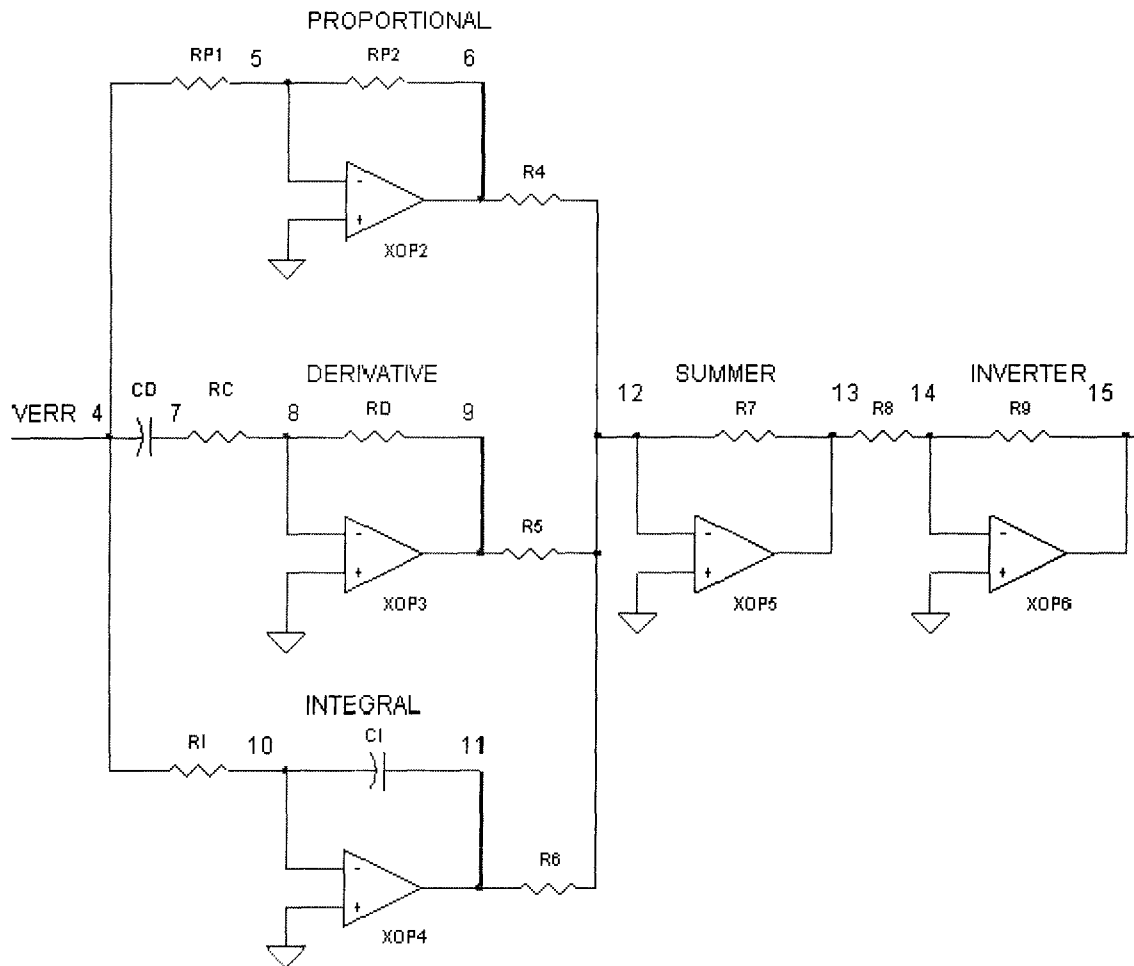 PROPORTIONAL
RP1 5 RP2 6
-
+
XOP2
R4
DERIVATIVE
VERR 4 CD 7 RC 8 RD 9
-
+
XOP3
R5
INTEGRAL
RI 10 CI 11
-
+
XOP4
R6
SUMMER
12 R7 13 R8 14
-
+
XOP5
INVERTER
R9 15
-
+
XOP6